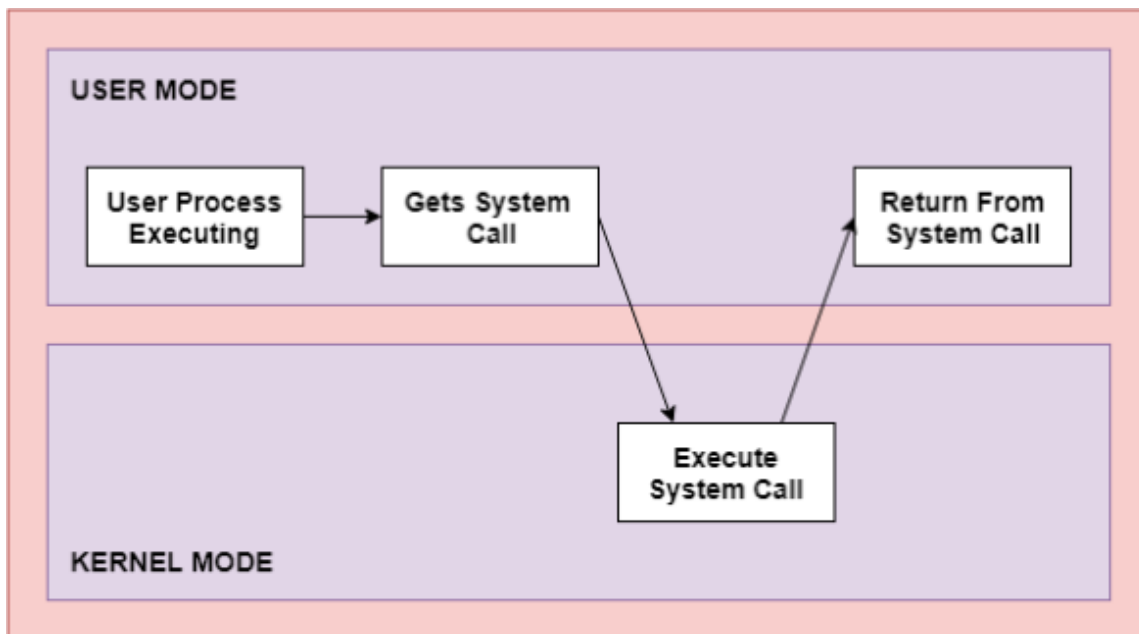 USER MODE
User Process
Executing
Gets System
Call
Return From
System Call
Execute
System Call
KERNEL MODE